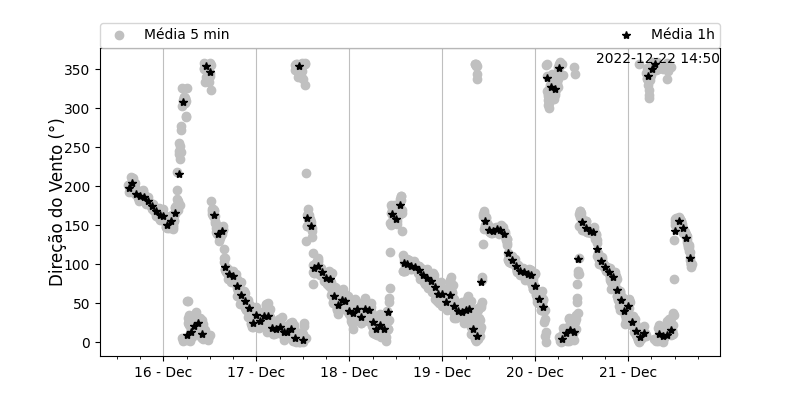 Média 5 min
Média 1h
2022-12-22 14:50
Direção do Vento (°)
350
300
250
200
150
100
50
0
16 - Dec
17 - Dec
18 - Dec
19 - Dec
20 - Dec
21 - Dec